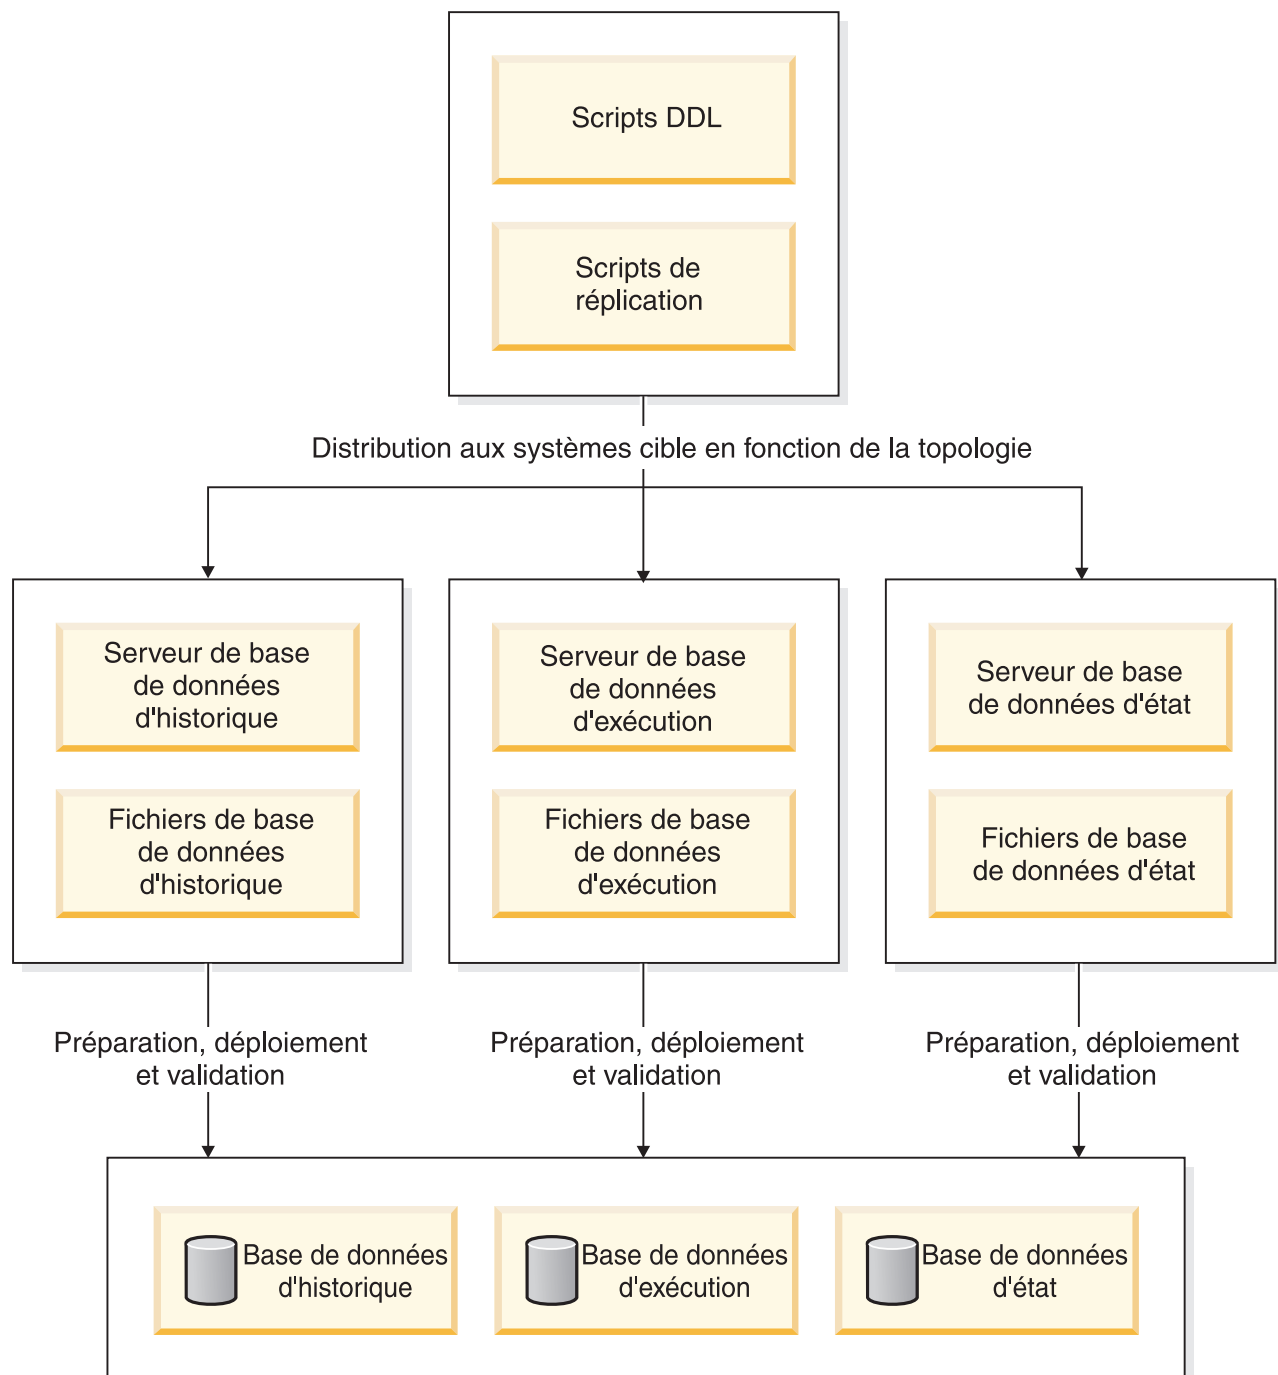 Scripts DDL
Scripts de
réplication
Distribution aux systèmes cible en fonction de la topologie
Serveur de base
de données
d'historique
Fichiers de base
de données
d'historique
Serveur de base
de données
d'exécution
Fichiers de base
de données
d'exécution
Serveur de base
de données d'état
Fichiers de base
de données d'état
Préparation, déploiement
et validation
Préparation, déploiement
et validation
Préparation, déploiement
et validation
Base de données
d'historique
Base de données
d'exécution
Base de données
d'état